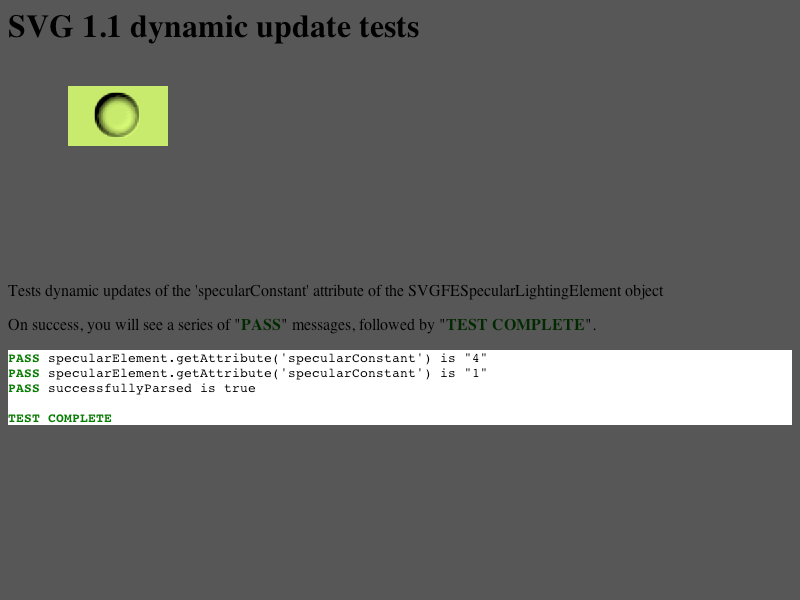 SVG 1.1 dynamic update tests
Tests dynamic updates of the 'specularConstant' attribute of the SVGFESpecularLightingElement object
On success, you will see a series of "PASS" messages, followed by "TEST COMPLETE".
PASS specularElement.getAttribute('specularConstant') is "4"
PASS specularElement.getAttribute('specularConstant') is "1"
PASS successfullyParsed is true
TEST COMPLETE